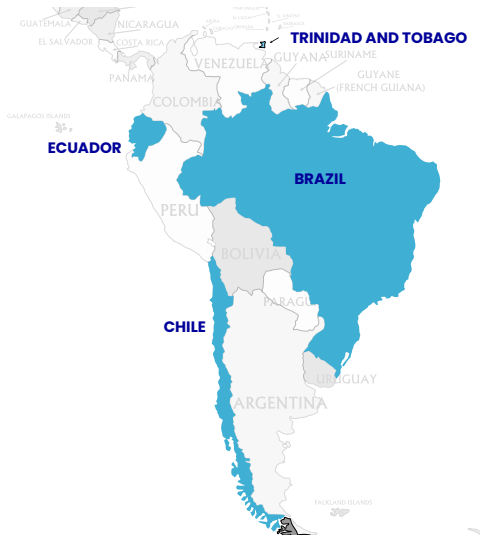 GUATEMALA
NICARAGUA
EL SALVADOR
COSTA RICA
PANAMA
TRINIDAD AND TOBAGO
VENEZUELA
GUYANA
SURINAME
GUYANE
(FRENCH GUIANA)
COLOMBIA
GALAPAGOS ISLANDS
ECUADOR
BRAZIL
PERU
BOLIVIA
PARAGU
CHILE
URUGUAY
ARGENTINA
FALKLAND ISLANDS